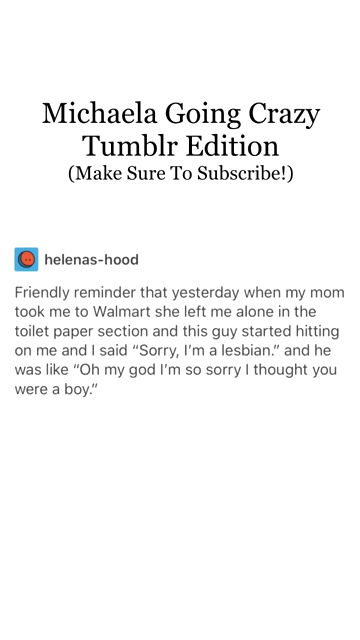 Michaela Going Crazy
Tumblr Edition
(Make Sure To Subscribe!)
helenas-hood
Friendly reminder that yesterday when my mom
took me to Walmart she left me alone in the
toilet paper section and this guy started hitting
on me and I said “Sorry, I’m a lesbian.” and he
was like “Oh my god I’m so sorry I thought you
were a boy.”